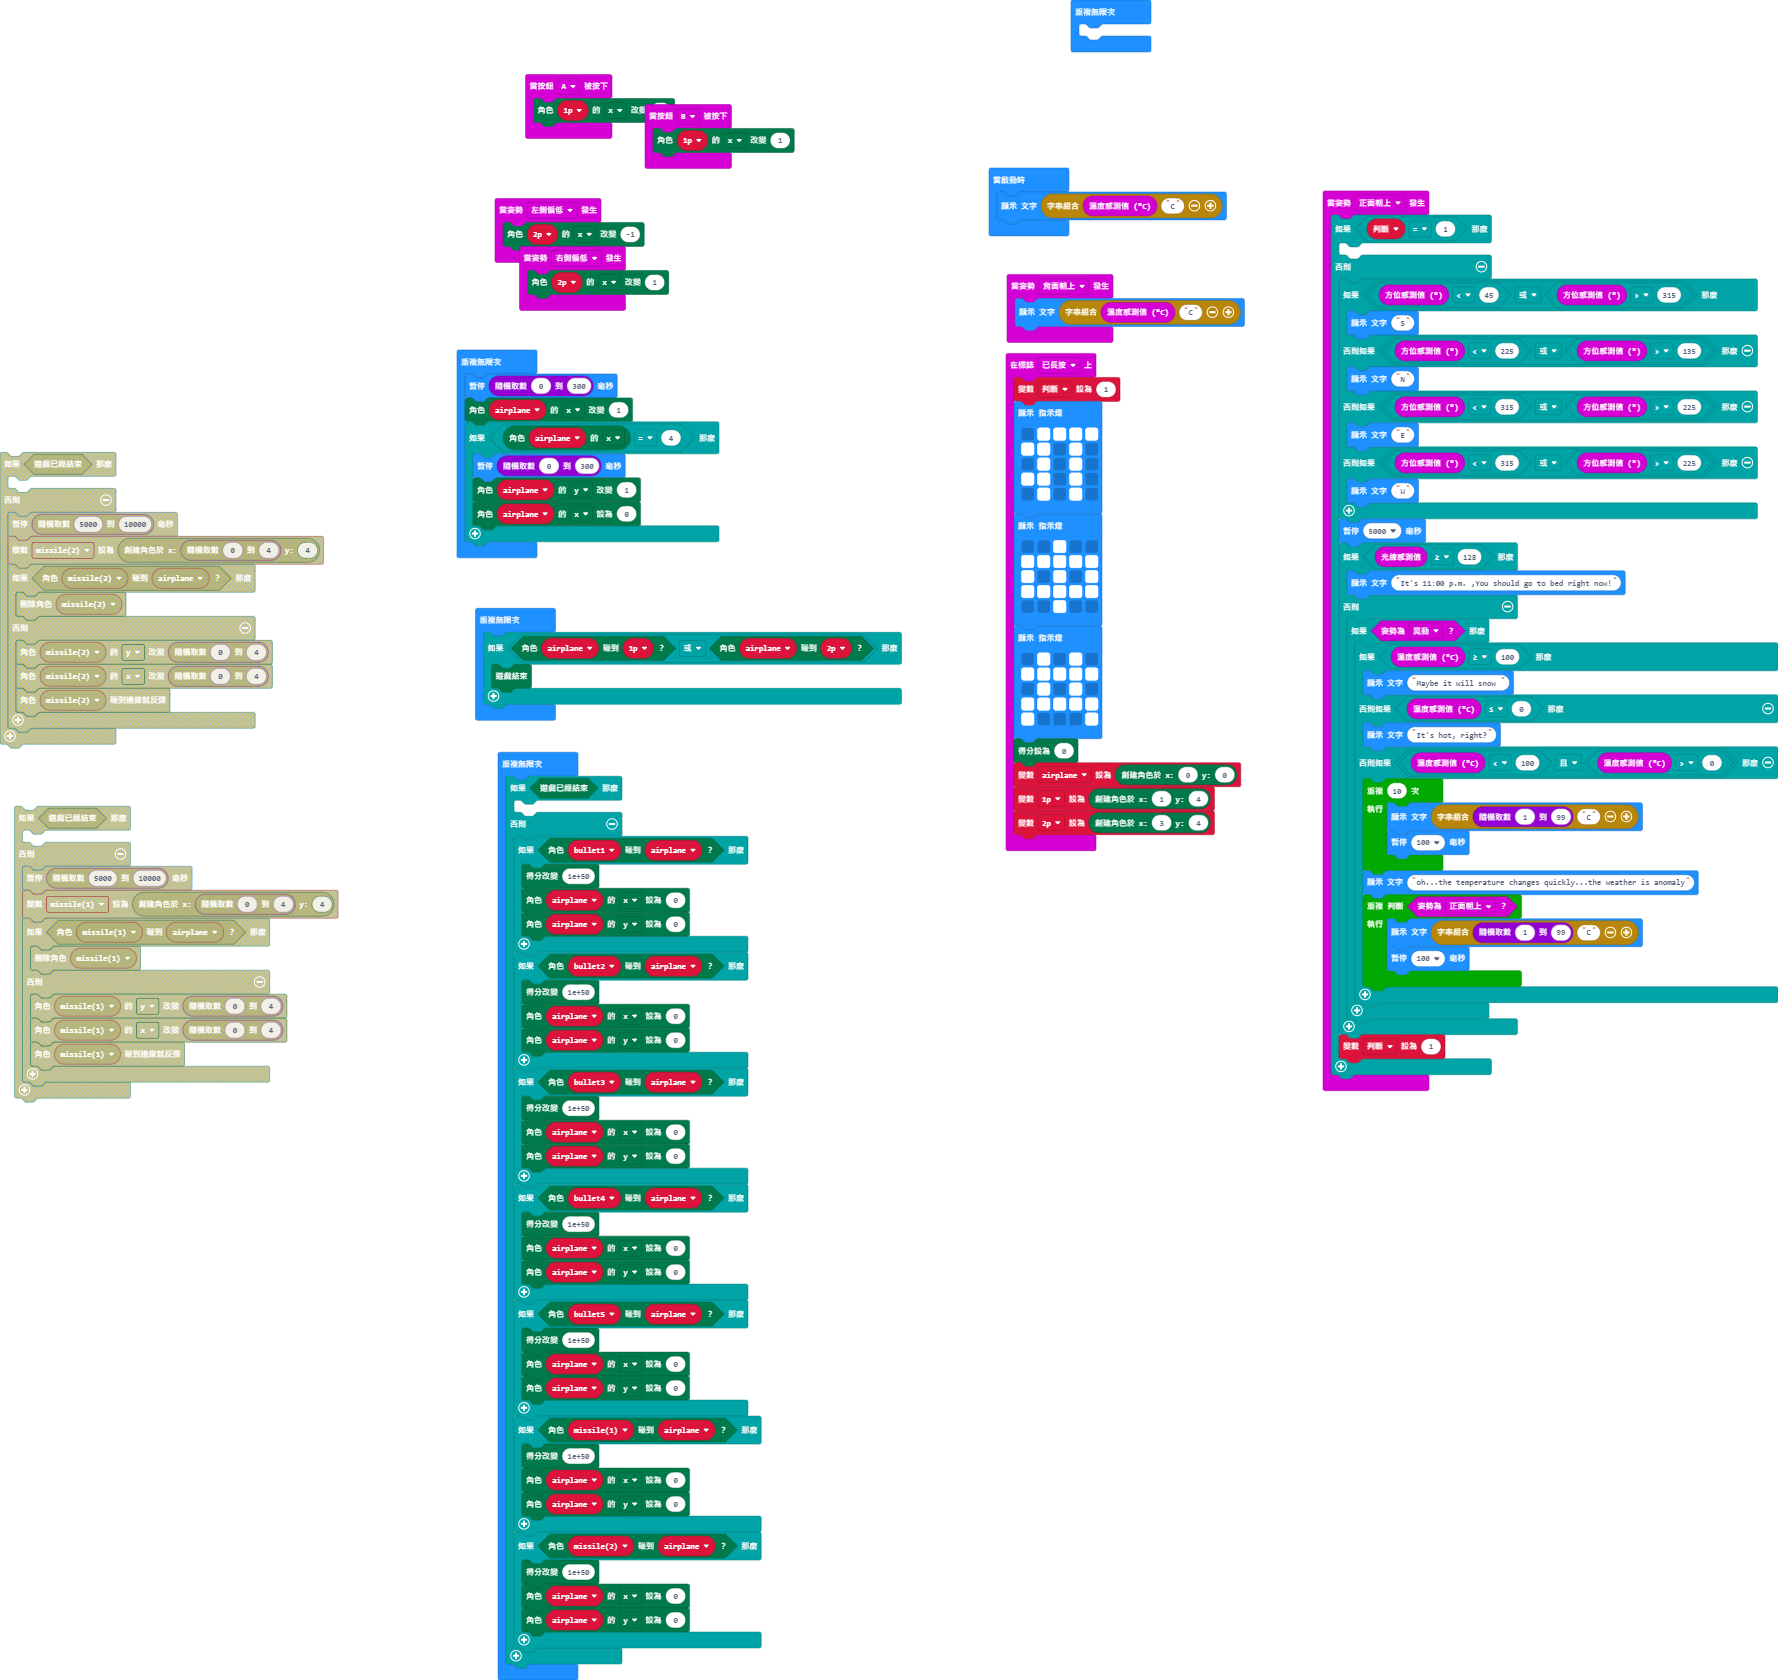 重複無限次
當按鈕 A 被按下
角色 1p 的 x 改變
當按鈕 B 被按下
角色 1p 的 x 改變 1
當姿勢 左側偏低 發生
角色 2p 的 x 改變 -1
當姿勢 右側偏低 發生
角色 2p 的 x 改變 1
重複無限次
暫停 隨機取數 0 到 300 毫秒
角色 airplane 的 x 改變 1
如果 角色 airplane 的 x = 4 那麼
暫停 隨機取數 0 到 300 毫秒
角色 airplane 的 y 改變 1
角色 airplane 的 x 設為 0
重複無限次
如果 角色 airplane 碰到 1p ? 或 角色 airplane 碰到 2p ? 那麼
遊戲結束
重複無限次
如果 遊戲已經結束 那麼
否則
如果 角色 bullet1 碰到 airplane ? 那麼
得分改變 1e+50
角色 airplane 的 x 設為 0
角色 airplane 的 y 設為 0
如果 角色 bullet2 碰到 airplane ? 那麼
得分改變 1e+50
角色 airplane 的 x 設為 0
角色 airplane 的 y 設為 0
如果 角色 bullet3 碰到 airplane ? 那麼
得分改變 1e+50
角色 airplane 的 x 設為 0
角色 airplane 的 y 設為 0
如果 角色 bullet4 碰到 airplane ? 那麼
得分改變 1e+50
角色 airplane 的 x 設為 0
角色 airplane 的 y 設為 0
如果 角色 bullet5 碰到 airplane ? 那麼
得分改變 1e+50
角色 airplane 的 x 設為 0
角色 airplane 的 y 設為 0
如果 角色 missile(1) 碰到 airplane ? 那麼
得分改變 1e+50
角色 airplane 的 x 設為 0
角色 airplane 的 y 設為 0
如果 角色 missile(2) 碰到 airplane ? 那麼
得分改變 1e+50
角色 airplane 的 x 設為 0
角色 airplane 的 y 設為 0
如果 遊戲已經結束 那麼
否則
暫停 隨機取數 5000 到 10000 毫秒
變數 missile(2) 設為 創建角色於 x: 隨機取數 0 到 4 y: 4
如果 角色 missile(2) 碰到 airplane ? 那麼
刪除角色 missile(2)
否則
角色 missile(2) 的 y 改變 隨機取數 0 到 4
角色 missile(2) 的 x 改變 隨機取數 0 到 4
角色 missile(2) 碰到邊緣就反彈
如果 遊戲已經結束 那麼
否則
暫停 隨機取數 5000 到 10000 毫秒
變數 missile(1) 設為 創建角色於 x: 隨機取數 0 到 4 y: 4
如果 角色 missile(1) 碰到 airplane ? 那麼
刪除角色 missile(1)
否則
角色 missile(1) 的 y 改變 隨機取數 0 到 4
角色 missile(1) 的 x 改變 隨機取數 0 到 4
角色 missile(1) 碰到邊緣就反彈
當啟動時
顯示 文字 字串組合 溫度感測值 (°C) "C"
當姿勢 背面朝上 發生
顯示 文字 字串組合 溫度感測值 (°C) "C"
在標誌 已長按 上
變數 判斷 設為 1
顯示 指示燈
顯示 指示燈
顯示 指示燈
得分設為 0
變數 airplane 設為 創建角色於 x: 0 y: 0
變數 1p 設為 創建角色於 x: 1 y: 4
變數 2p 設為 創建角色於 x: 3 y: 4
當姿勢 正面朝上 發生
如果 判斷 = 1 那麼
否則
如果 方位感測值 (°) < 45 或 方位感測值 (°) > 315 那麼
顯示 文字 "S"
否則如果 方位感測值 (°) < 225 或 方位感測值 (°) > 135 那麼
顯示 文字 "N"
否則如果 方位感測值 (°) < 315 或 方位感測值 (°) > 225 那麼
顯示 文字 "E"
否則如果 方位感測值 (°) < 315 或 方位感測值 (°) > 225 那麼
顯示 文字 "W"
暫停 5000 毫秒
如果 光線感測值 ≥ 128 那麼
顯示 文字 "It's 11:00 p.m. ,You should go to bed right now!"
否則
如果 姿勢為 晃動 ? 那麼
如果 溫度感測值 (°C) ≥ 100 那麼
顯示 文字 "Maybe it will snow "
否則如果 溫度感測值 (°C) ≤ 0 那麼
顯示 文字 "It's hot, right?"
否則如果 溫度感測值 (°C) < 100 且 溫度感測值 (°C) > 0 那麼
重複 10 次
執行
顯示 文字 字串組合 隨機取數 1 到 99 "C"
暫停 100 毫秒
顯示 文字 "oh...the temperature changes quickly...the weather is anomaly"
重複 判斷 姿勢為 正面朝上 ?
執行
顯示 文字 字串組合 隨機取數 1 到 99 "C"
暫停 100 毫秒
變數 判斷 設為 1